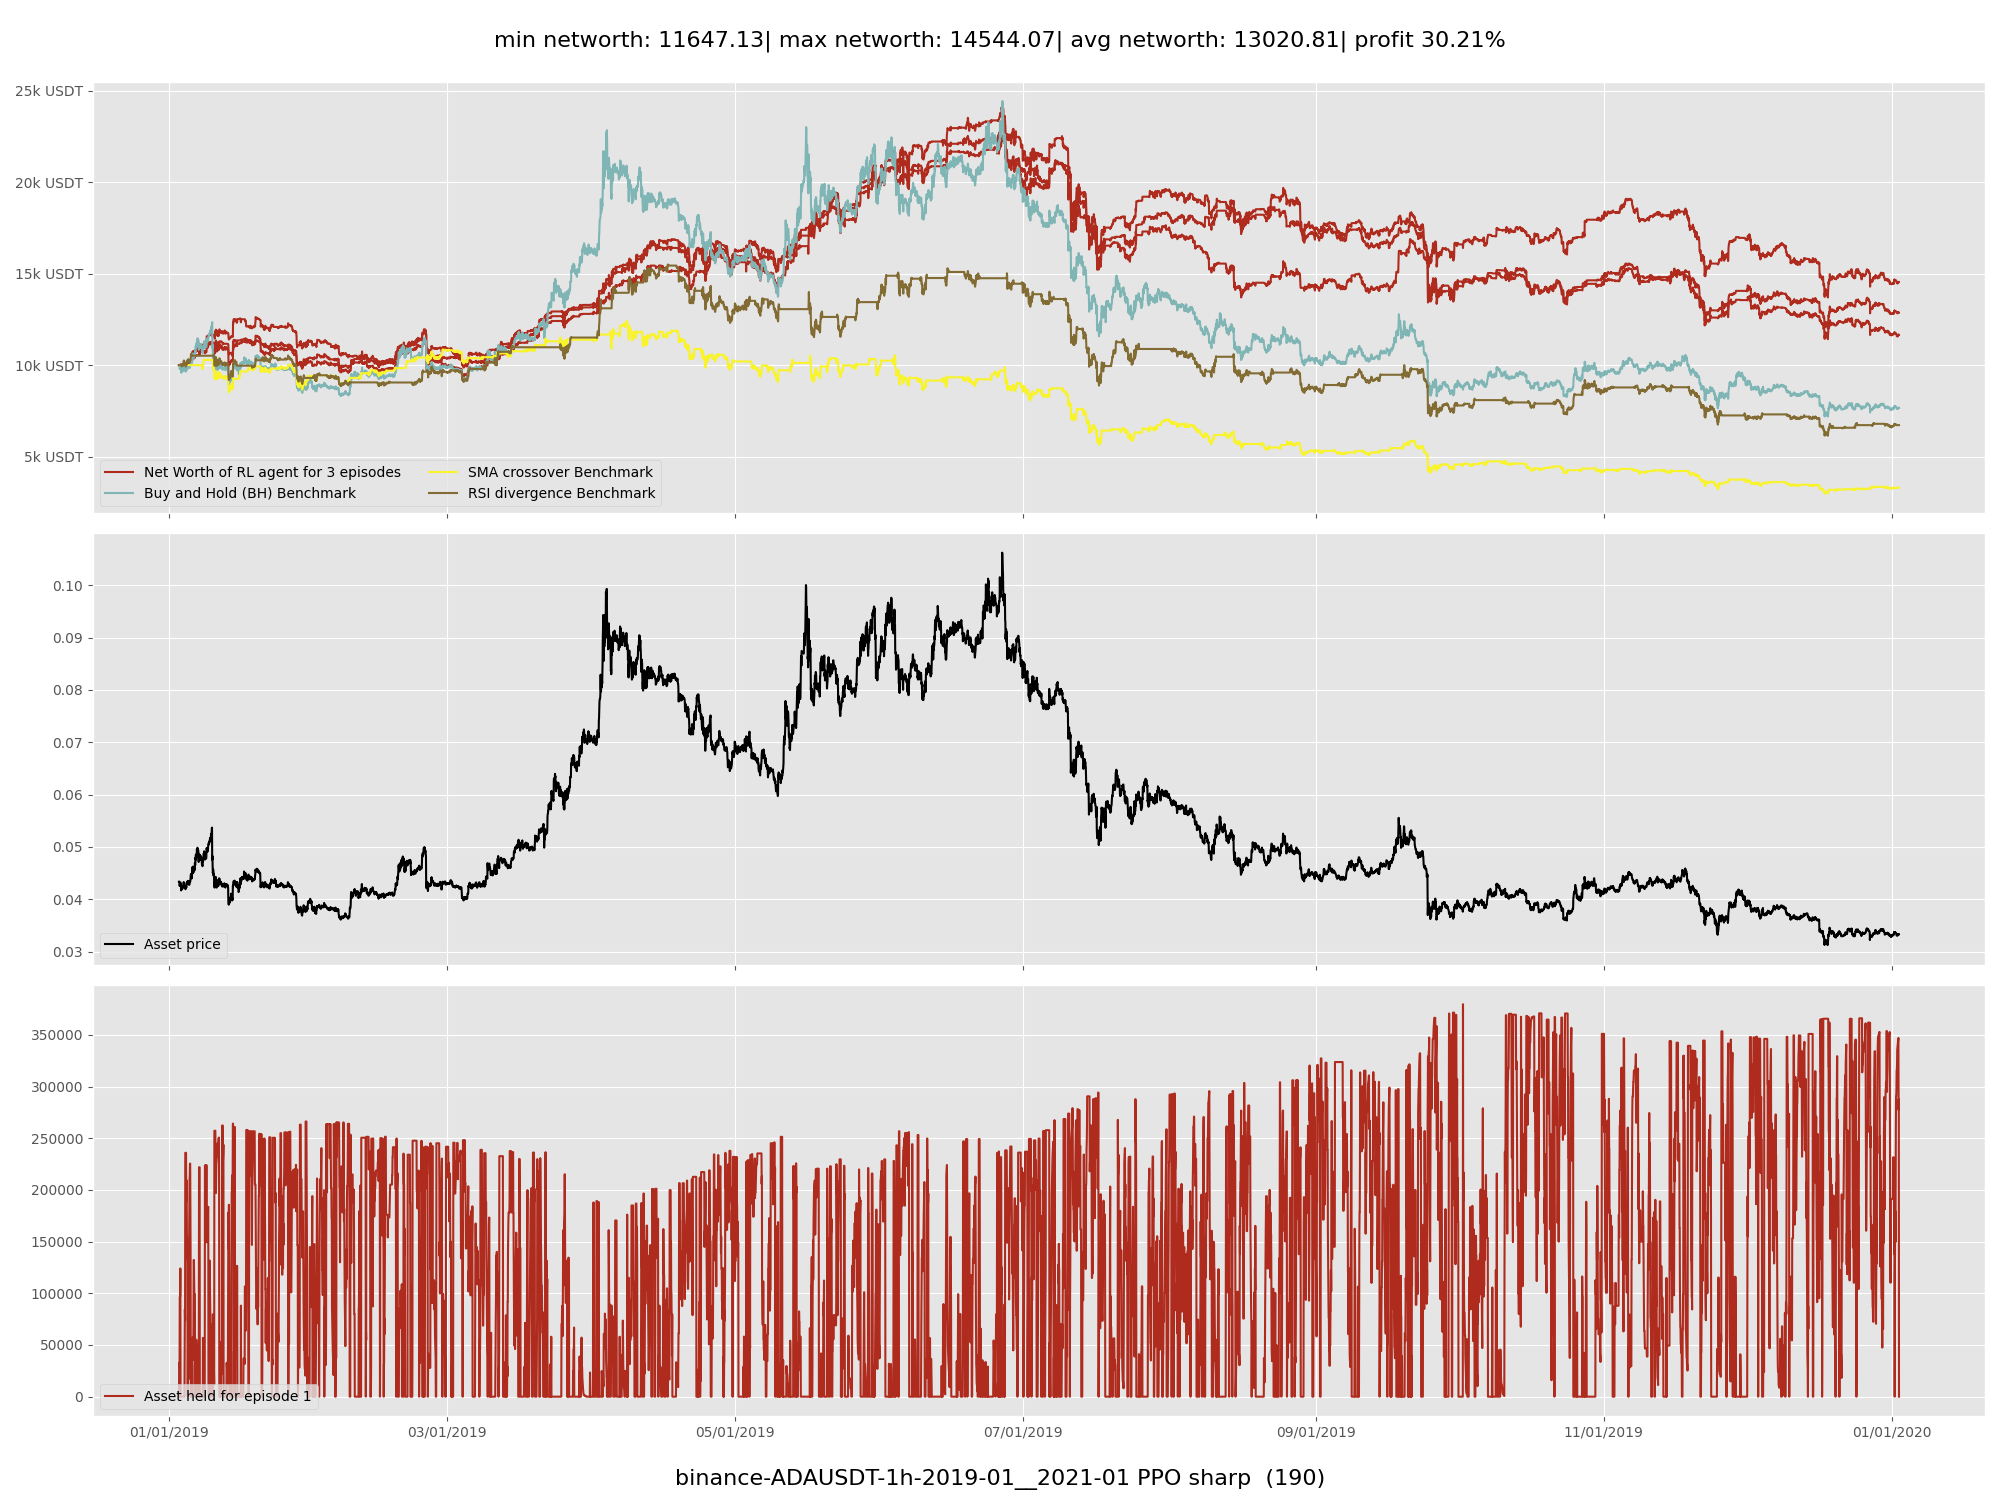 min networth: 11647.13| max networth: 14544.07| avg networth: 13020.81| profit 30.21%
25k USDT
20k USDT
15k USDT
10k USDT
5k USDT
Net Worth of RL agent for 3 episodes
Buy and Hold (BH) Benchmark
SMA crossover Benchmark
RSI divergence Benchmark
0.10
0.09
0.08
0.07
0.06
0.05
0.04
0.03
Asset price
350000
300000
250000
200000
150000
100000
50000
0
Asset held for episode 1
01/01/2019 03/01/2019 05/01/2019 07/01/2019 09/01/2019 11/01/2019 01/01/2020
binance-ADAUSDT-1h-2019-01__2021-01 PPO sharp  (190)